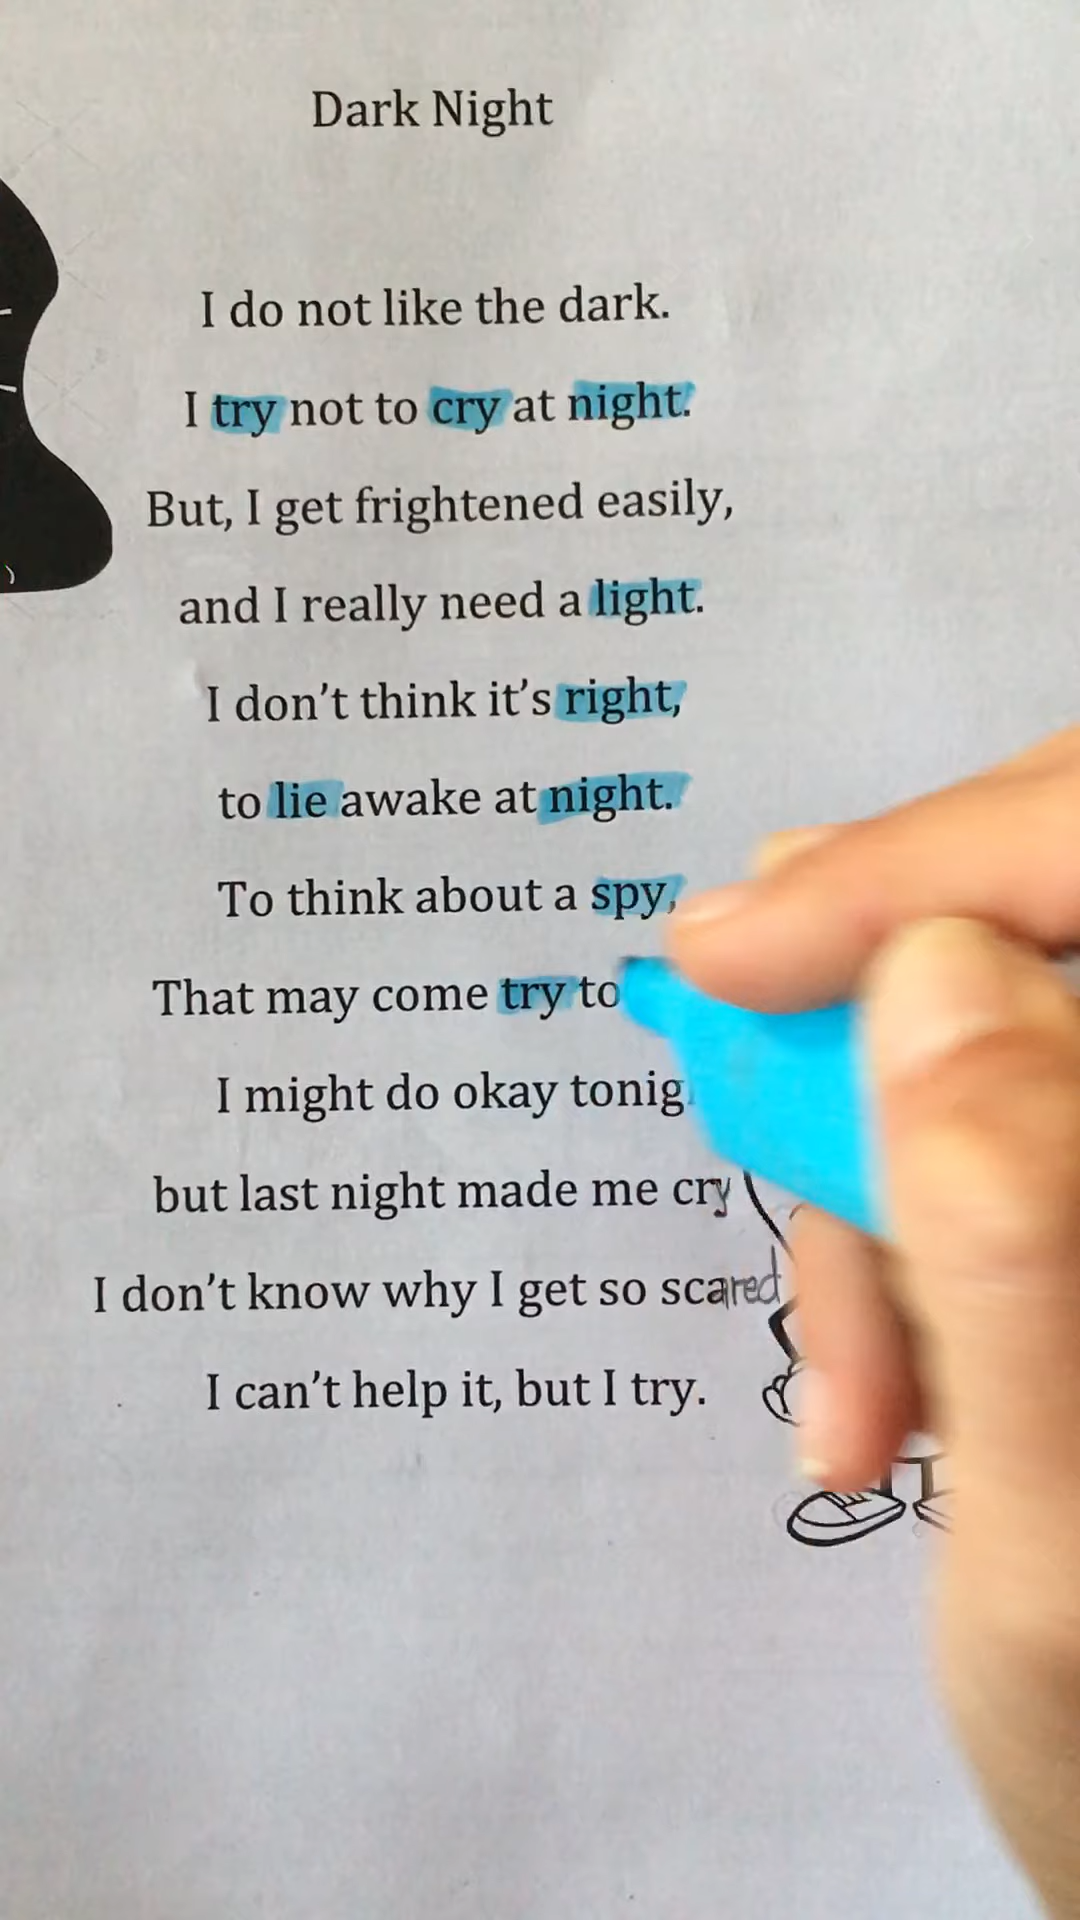 Dark Night
I do not like the dark.
I try not to cry at night.
But, I get frightened easily,
and I really need a light.
I don't think it's right,
to lie awake at night.
To think about a spy,
That may come try to
I might do okay
but last night made me cry
I don't know why I get so scared
I can't help it, but I try.